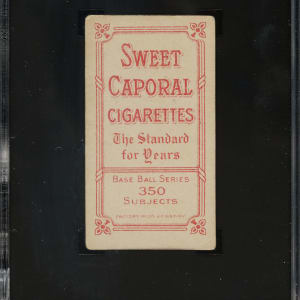 SWEET
CAPORAL
CIGARETTES
The Standard
for Years
BASE BALL SERIES
350
SUBJECTS